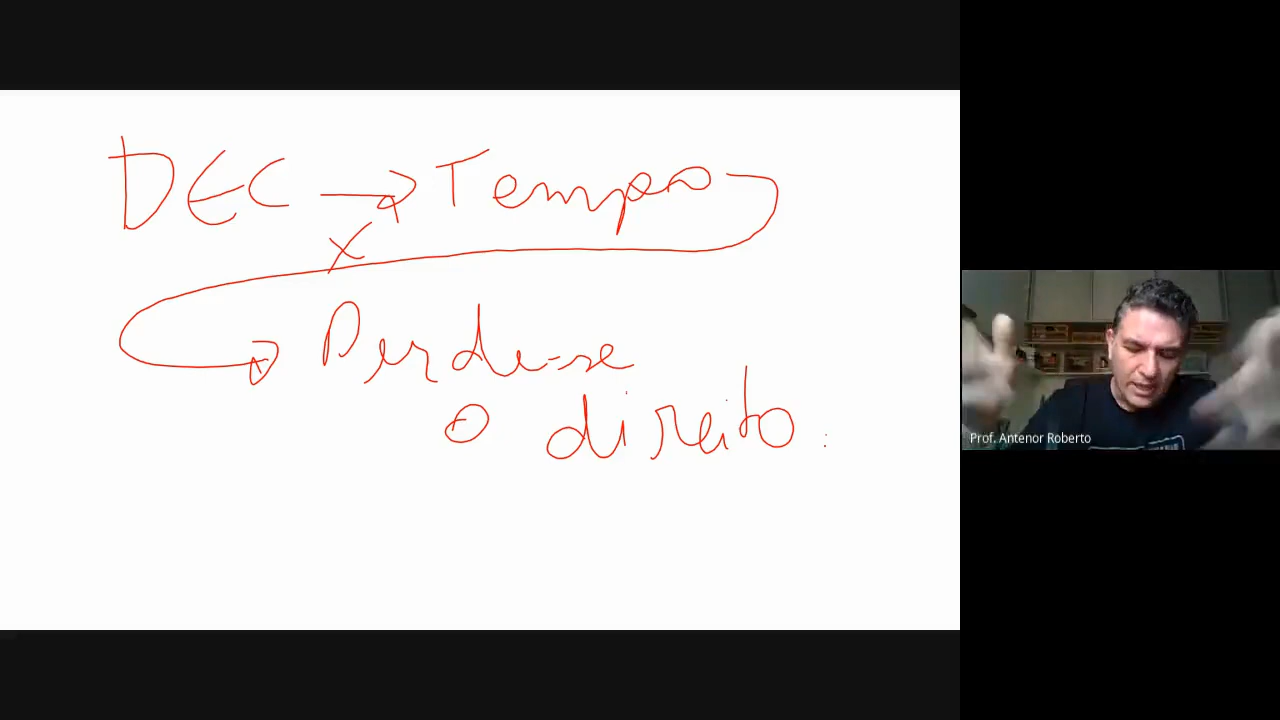 DEC → Tempo
x
Perde-se
o direito.
Prof. Antenor Roberto